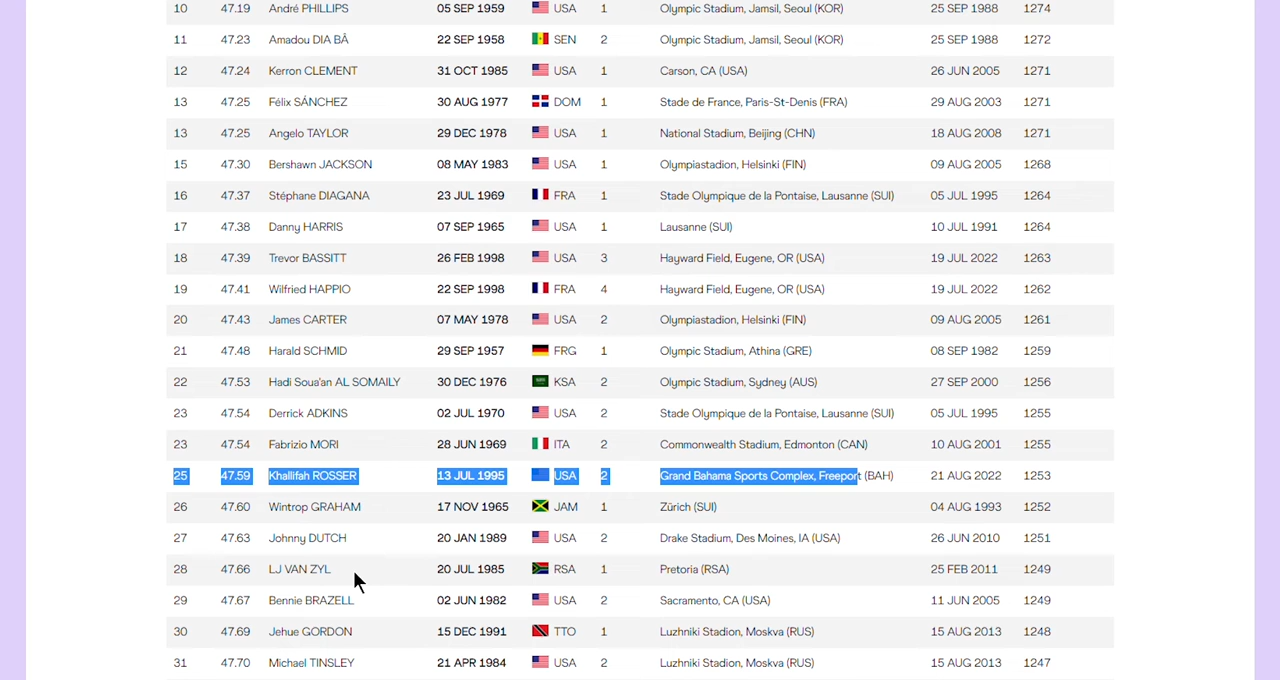 10 47.19 André PHILLIPS 05 SEP 1959 USA 1 Olympic Stadium, Jamsil, Seoul (KOR) 25 SEP 1988 1274
11 47.23 Amadou DIA BÂ 22 SEP 1958 SEN 2 Olympic Stadium, Jamsil, Seoul (KOR) 25 SEP 1988 1272
12 47.24 Kerron CLEMENT 31 OCT 1985 USA 1 Carson, CA (USA) 26 JUN 2005 1271
13 47.25 Félix SÁNCHEZ 30 AUG 1977 DOM 1 Stade de France, Paris-St-Denis (FRA) 29 AUG 2003 1271
13 47.25 Angelo TAYLOR 29 DEC 1978 USA 1 National Stadium, Beijing (CHN) 18 AUG 2008 1271
15 47.30 Bershawn JACKSON 08 MAY 1983 USA 1 Olympiastadion, Helsinki (FIN) 09 AUG 2005 1268
16 47.37 Stéphane DIAGANA 23 JUL 1969 FRA 1 Stade Olympique de la Pontaise, Lausanne (SUI) 05 JUL 1995 1264
17 47.38 Danny HARRIS 07 SEP 1965 USA 1 Lausanne (SUI) 10 JUL 1991 1264
18 47.39 Trevor BASSITT 26 FEB 1998 USA 3 Hayward Field, Eugene, OR (USA) 19 JUL 2022 1263
19 47.41 Wilfried HAPPIO 22 SEP 1998 FRA 4 Hayward Field, Eugene, OR (USA) 19 JUL 2022 1262
20 47.43 James CARTER 07 MAY 1978 USA 2 Olympiastadion, Helsinki (FIN) 09 AUG 2005 1261
21 47.48 Harald SCHMID 29 SEP 1957 FRG 1 Olympic Stadium, Athina (GRE) 08 SEP 1982 1259
22 47.53 Hadi Soua'an AL SOMAILY 30 DEC 1976 KSA 2 Olympic Stadium, Sydney (AUS) 27 SEP 2000 1256
23 47.54 Derrick ADKINS 02 JUL 1970 USA 2 Stade Olympique de la Pontaise, Lausanne (SUI) 05 JUL 1995 1255
23 47.54 Fabrizio MORI 28 JUN 1969 ITA 2 Commonwealth Stadium, Edmonton (CAN) 10 AUG 2001 1255
25 47.59 Khallifah ROSSER 13 JUL 1995 USA 2 Grand Bahama Sports Complex, Freeport (BAH) 21 AUG 2022 1253
26 47.60 Wintrop GRAHAM 17 NOV 1965 JAM 1 Zürich (SUI) 04 AUG 1993 1252
27 47.63 Johnny DUTCH 20 JAN 1989 USA 2 Drake Stadium, Des Moines, IA (USA) 26 JUN 2010 1251
28 47.66 LJ VAN ZYL 20 JUL 1985 RSA 1 Pretoria (RSA) 25 FEB 2011 1249
29 47.67 Bennie BRAZELL 02 JUN 1982 USA 2 Sacramento, CA (USA) 11 JUN 2005 1249
30 47.69 Jehue GORDON 15 DEC 1991 TTO 1 Luzhniki Stadion, Moskva (RUS) 15 AUG 2013 1248
31 47.70 Michael TINSLEY 21 APR 1984 USA 2 Luzhniki Stadion, Moskva (RUS) 15 AUG 2013 1247